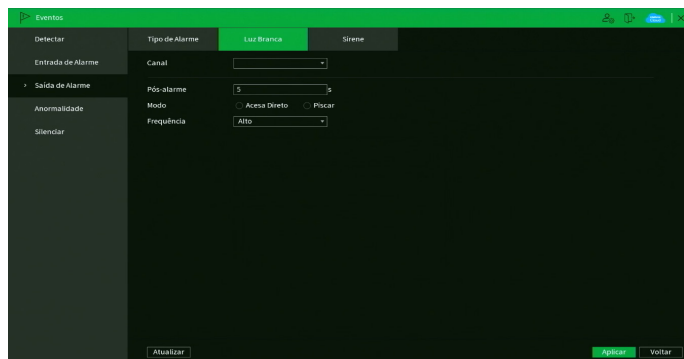 Eventos
Detectar
Entrada de Alarme
> Saída de Alarme
Anormalidade
Silenciar
Tipo de Alarme Luz Branca Sirene
Canal
Pós-alarme 5 s
Modo Acesa Direto Piscar
Frequência Alto
Atualizar Aplicar Voltar